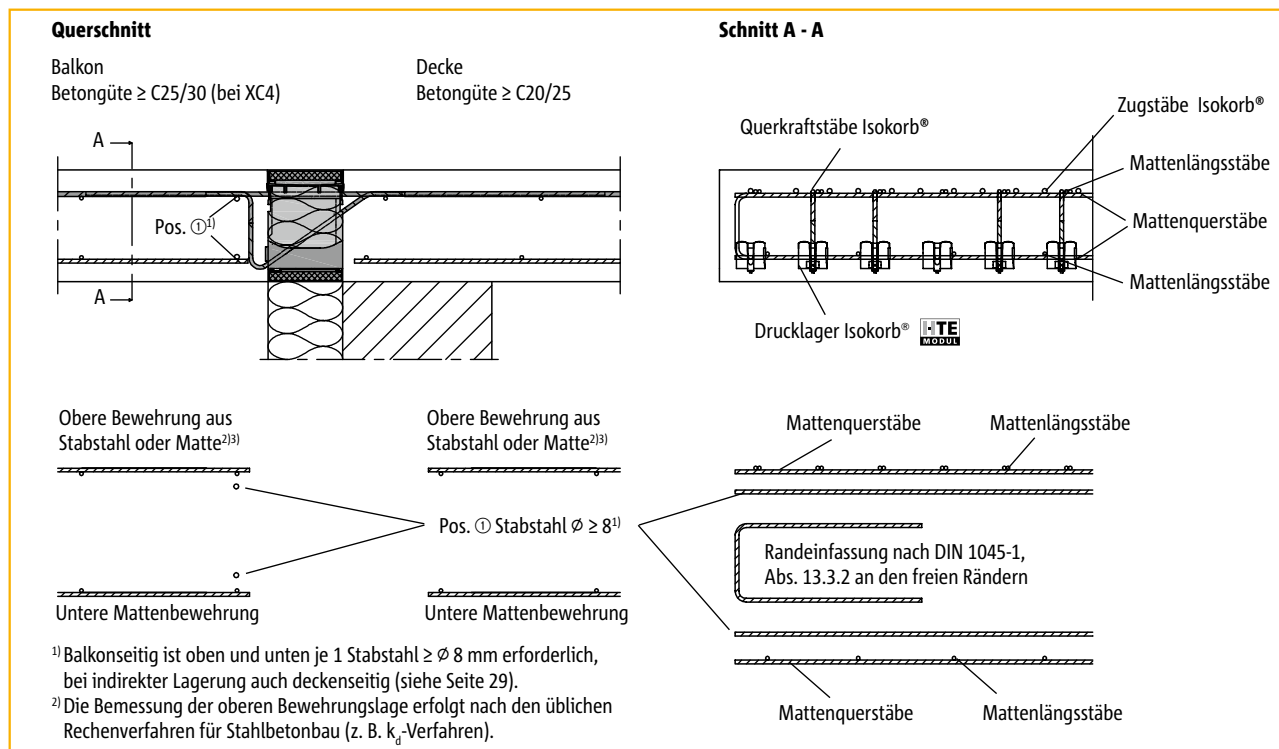 Querschnitt
Schnitt A - A
Balkon
Betongüte ≥ C25/30 (bei XC4)
Decke
Betongüte ≥ C20/25
A
Pos. ①¹⁾
A
Querkraftstäbe Isokorb®
Zugstäbe Isokorb®
Mattenlängsstäbe
Mattenquerstäbe
Mattenlängsstäbe
Drucklager Isokorb® HTE MODUL
Obere Bewehrung aus
Stabstahl oder Matte²⁾³⁾
Obere Bewehrung aus
Stabstahl oder Matte²⁾³⁾
Pos. ① Stabstahl ∅ ≥ 8¹⁾
Untere Mattenbewehrung
Untere Mattenbewehrung
Mattenquerstäbe
Mattenlängsstäbe
Randeinfassung nach DIN 1045-1,
Abs. 13.3.2 an den freien Rändern
Mattenquerstäbe
Mattenlängsstäbe
¹⁾ Balkonseitig ist oben und unten je 1 Stabstahl ≥ ∅ 8 mm erforderlich,
bei indirekter Lagerung auch deckenseitig (siehe Seite 29).
²⁾ Die Bemessung der oberen Bewehrungslage erfolgt nach den üblichen
Rechenverfahren für Stahlbetonbau (z. B. k_d-Verfahren).